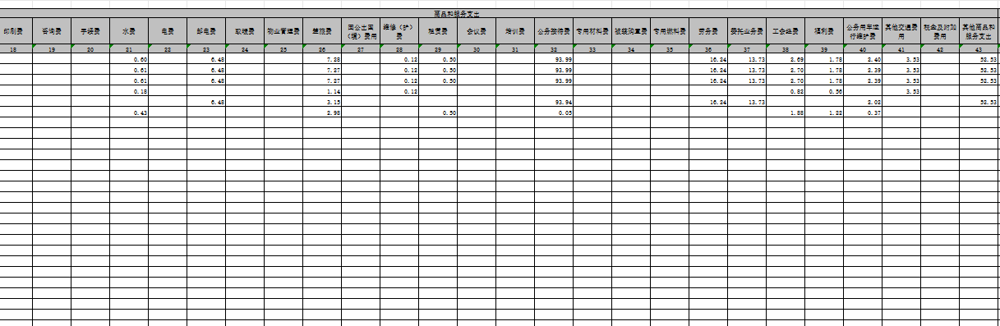 商品和服务支出
印刷费 咨询费 手续费 水费 电费 邮电费 取暖费 物业管理费 差旅费 因公出国（境）费用 维修（护）费 租赁费 会议费 培训费 公务接待费 专用材料费 被装购置费 专用燃料费 劳务费 委托业务费 工会经费 福利费 公务用车运行维护费 其他交通费用 税金及附加费用 其他商品和服务支出
18 19 20 21 22 23 24 25 26 27 28 29 30 31 32 33 34 35 36 37 38 39 40 41 42 43
0.60 6.48 7.28 0.12 0.50 93.99 16.24 13.73 2.69 1.78 2.40 3.53 52.53
0.61 6.48 7.27 0.12 0.50 93.99 16.24 13.73 2.70 1.78 2.39 3.53 52.53
0.61 6.48 7.27 0.12 0.50 93.99 16.24 13.73 2.70 1.78 2.39 3.53 52.53
0.18 1.14 0.12 0.82 0.56 3.53
6.48 3.15 93.94 16.24 13.73 2.02 52.53
0.43 2.98 0.50 0.05 1.88 1.22 0.37